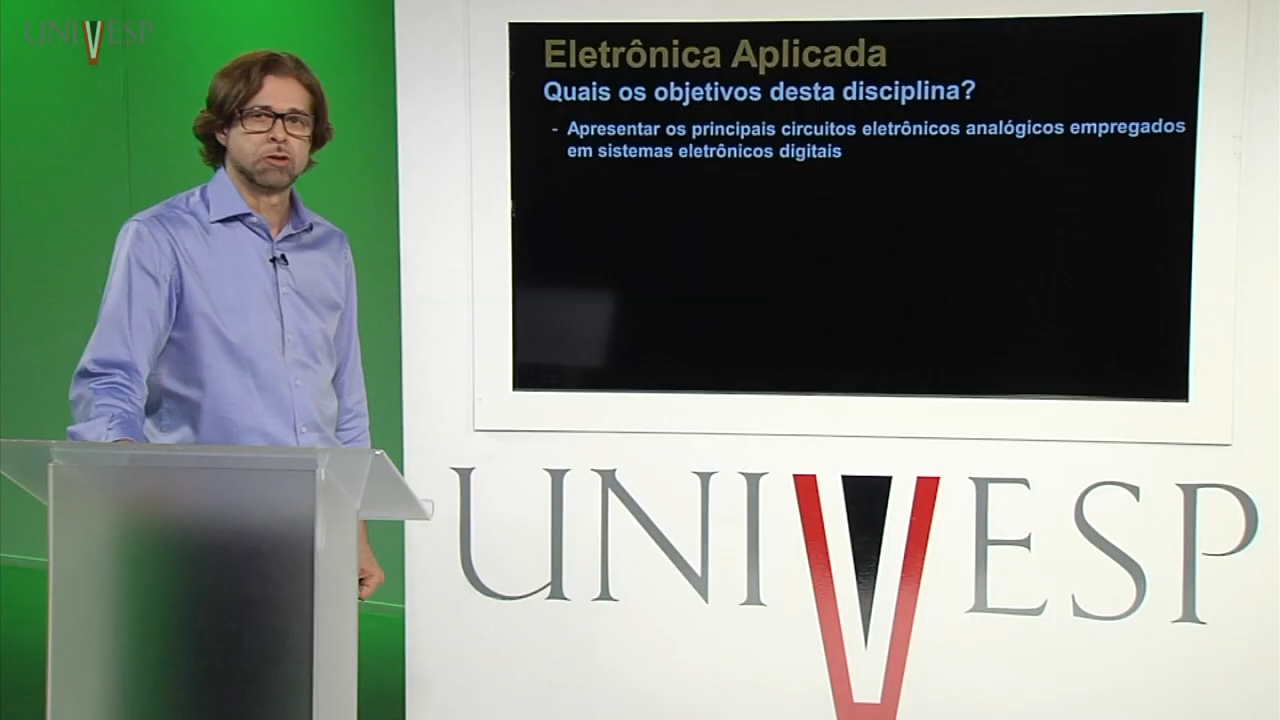 UNIVESP
Eletrônica Aplicada
Quais os objetivos desta disciplina?
- Apresentar os principais circuitos eletrônicos analógicos empregados
em sistemas eletrônicos digitais
UNIVESP